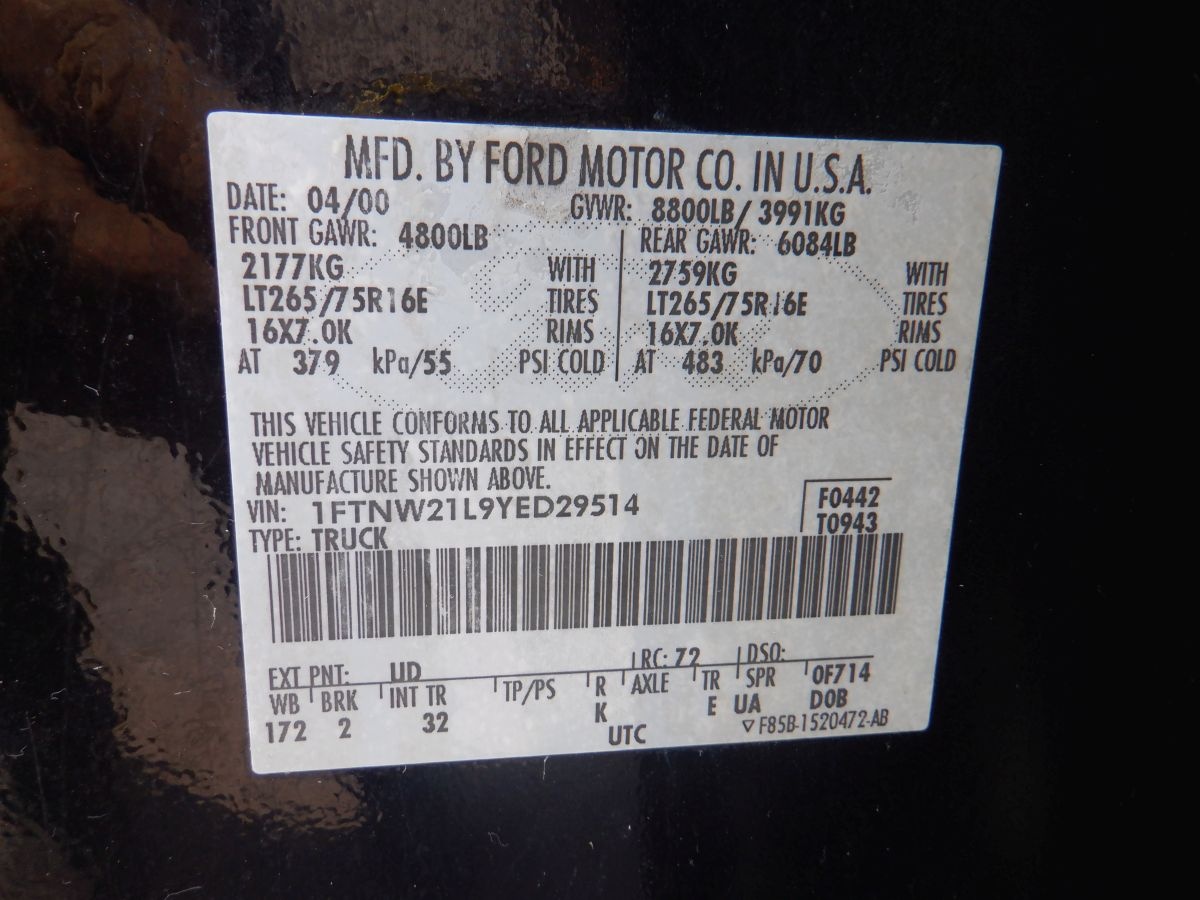 MFD. BY FORD MOTOR CO. IN U.S.A.
DATE: 04/00 GVWR: 8800LB/ 3991KG
FRONT GAWR: 4800LB REAR GAWR: 6084LB
2177KG WITH 2759KG WITH
LT265/75R16E TIRES LT265/75R16E TIRES
16X7.0K RIMS 16X7.0K RIMS
AT 379 kPa/55 PSI COLD AT 483 kPa/70 PSI COLD
THIS VEHICLE CONFORMS TO ALL APPLICABLE FEDERAL MOTOR
VEHICLE SAFETY STANDARDS IN EFFECT ON THE DATE OF
MANUFACTURE SHOWN ABOVE.
VIN: 1FTNW21L9YED29514 F0442
TYPE: TRUCK T0943
EXT PNT: UD RC: 72 DSO:
WB BRK INT TR TP/PS R AXLE TR SPR 0F714
172 2 32 K E UA DOB
UTC ▽ F85B-1520472-AB